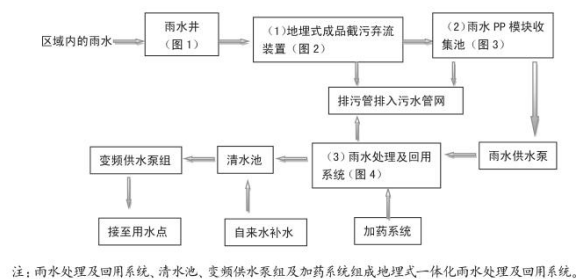 区域内的雨水
雨水井
（图1）
（1）地埋式成品截污弃流
装置（图2）
（2）雨水 PP 模块收
集池（图3）
排污管排入污水管网
变频供水泵组
清水池
（3）雨水处理及回用
系统（图4）
雨水供水泵
接至用水点
自来水补水
加药系统
注：雨水处理及回用系统、清水池、变频供水泵组及加药系统组成地埋式一体化雨水处理及回用系统。